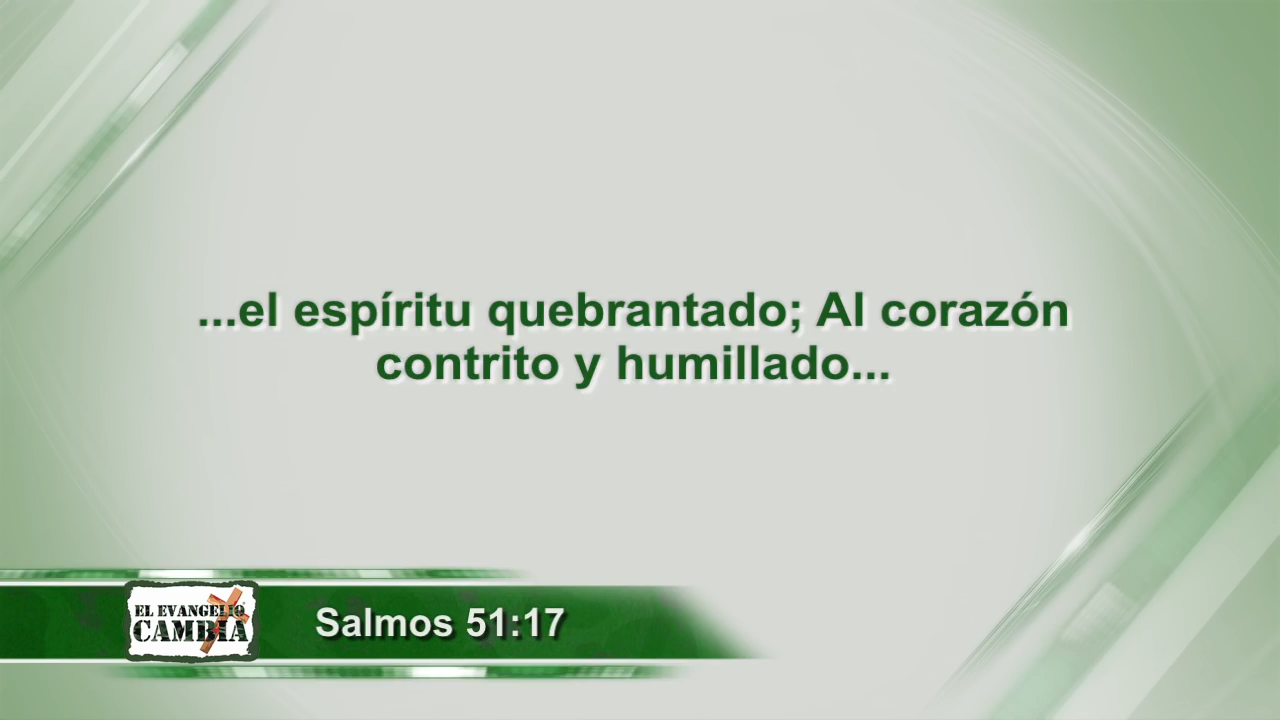 ...el espíritu quebrantado; Al corazón
contrito y humillado...
EL EVANGELIO
CAMBIA
Salmos 51:17